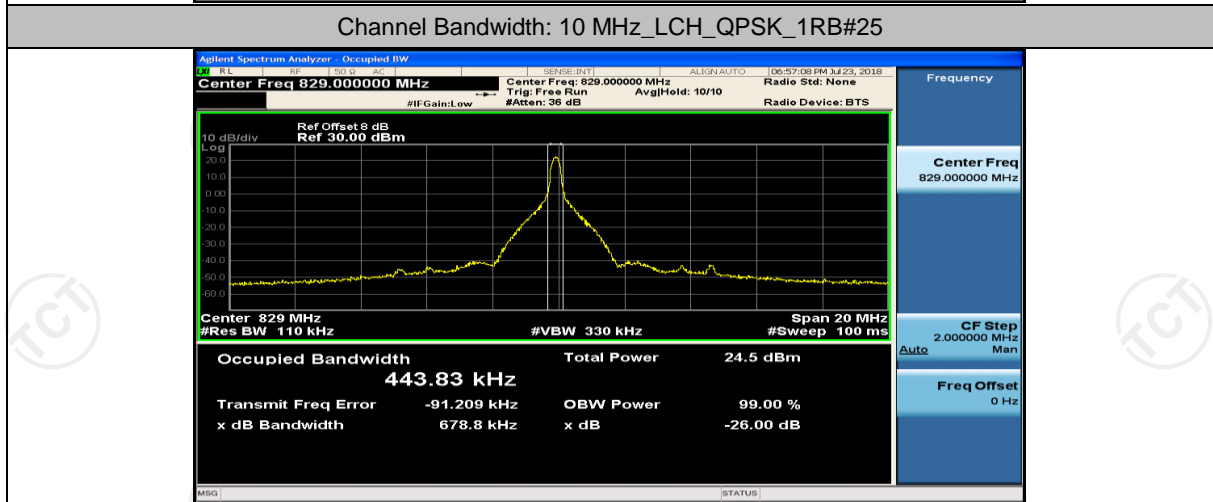 Channel Bandwidth: 10 MHz_LCH_QPSK_1RB#25
Agilent Spectrum Analyzer - Occupied BW
LXI RL RF 50 Ω AC SENSE:INT ALIGN AUTO 06:57:08 PM Jul 23, 2018
Center Freq 829.000000 MHz Center Freq: 829.000000 MHz Radio Std: None Frequency
Trig: Free Run Avg|Hold: 10/10
#IFGain:Low #Atten: 36 dB Radio Device: BTS
Ref Offset 8 dB
10 dB/div Ref 30.00 dBm
Log
20.0
10.0
0.00
-10.0
-20.0
-30.0
-40.0
-50.0
-60.0
Center Freq
829.000000 MHz
Center 829 MHz Span 20 MHz
#Res BW 110 kHz #VBW 330 kHz #Sweep 100 ms
CF Step
2.000000 MHz
Auto Man
Occupied Bandwidth Total Power 24.5 dBm
443.83 kHz
Freq Offset
0 Hz
Transmit Freq Error -91.209 kHz OBW Power 99.00 %
x dB Bandwidth 678.8 kHz x dB -26.00 dB
MSG STATUS
TCT
TCT